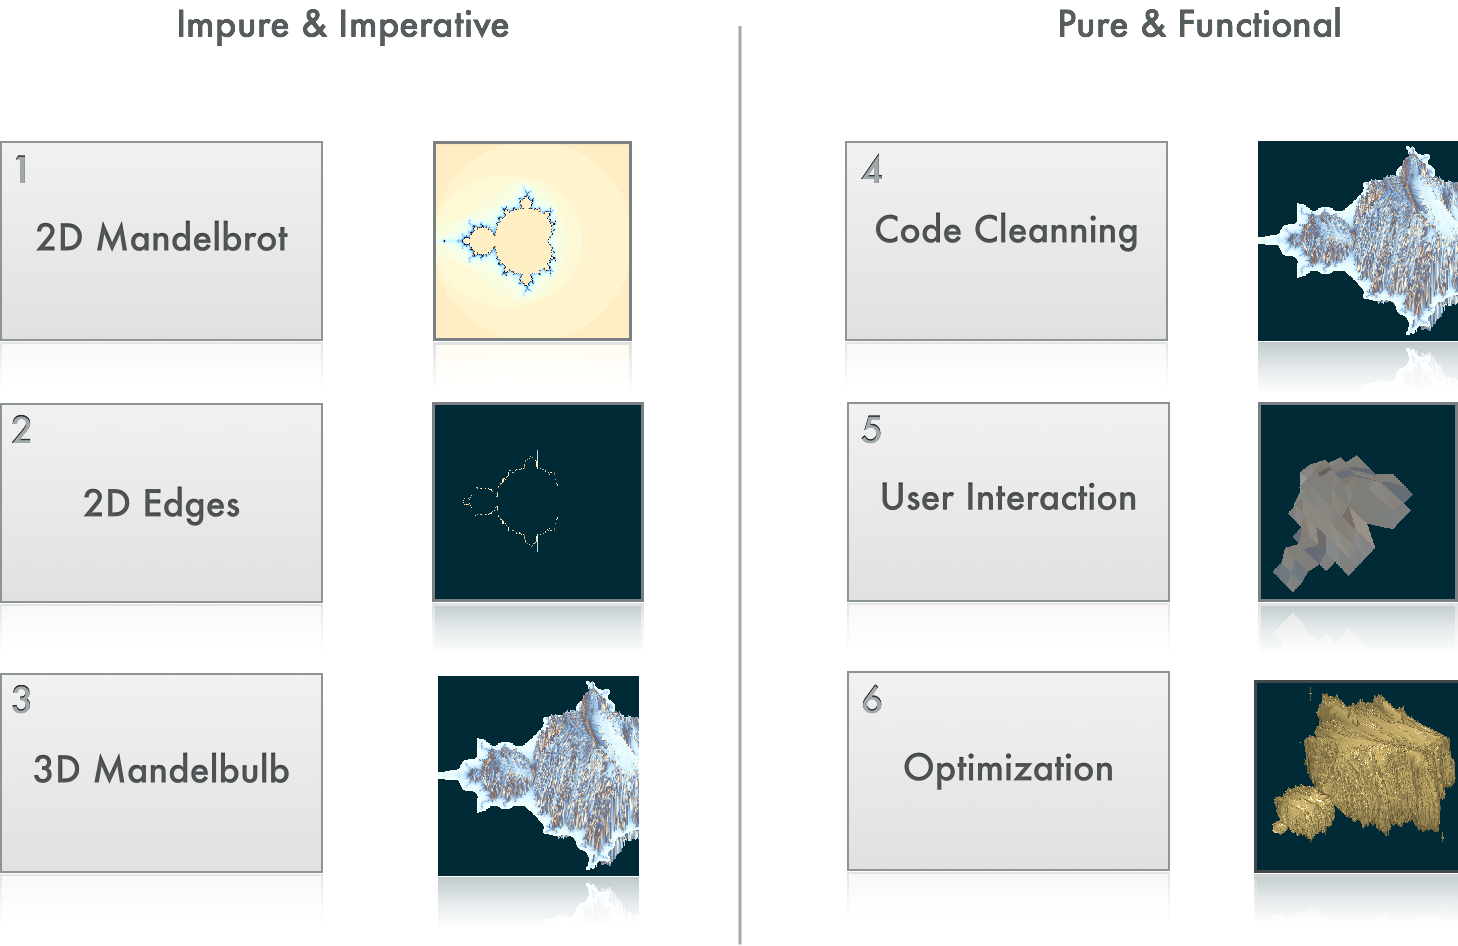 Impure & Imperative
1
2D Mandelbrot
2
2D Edges
3
3D Mandelbulb
Pure & Functional
4
Code Cleanning
5
User Interaction
6
Optimization